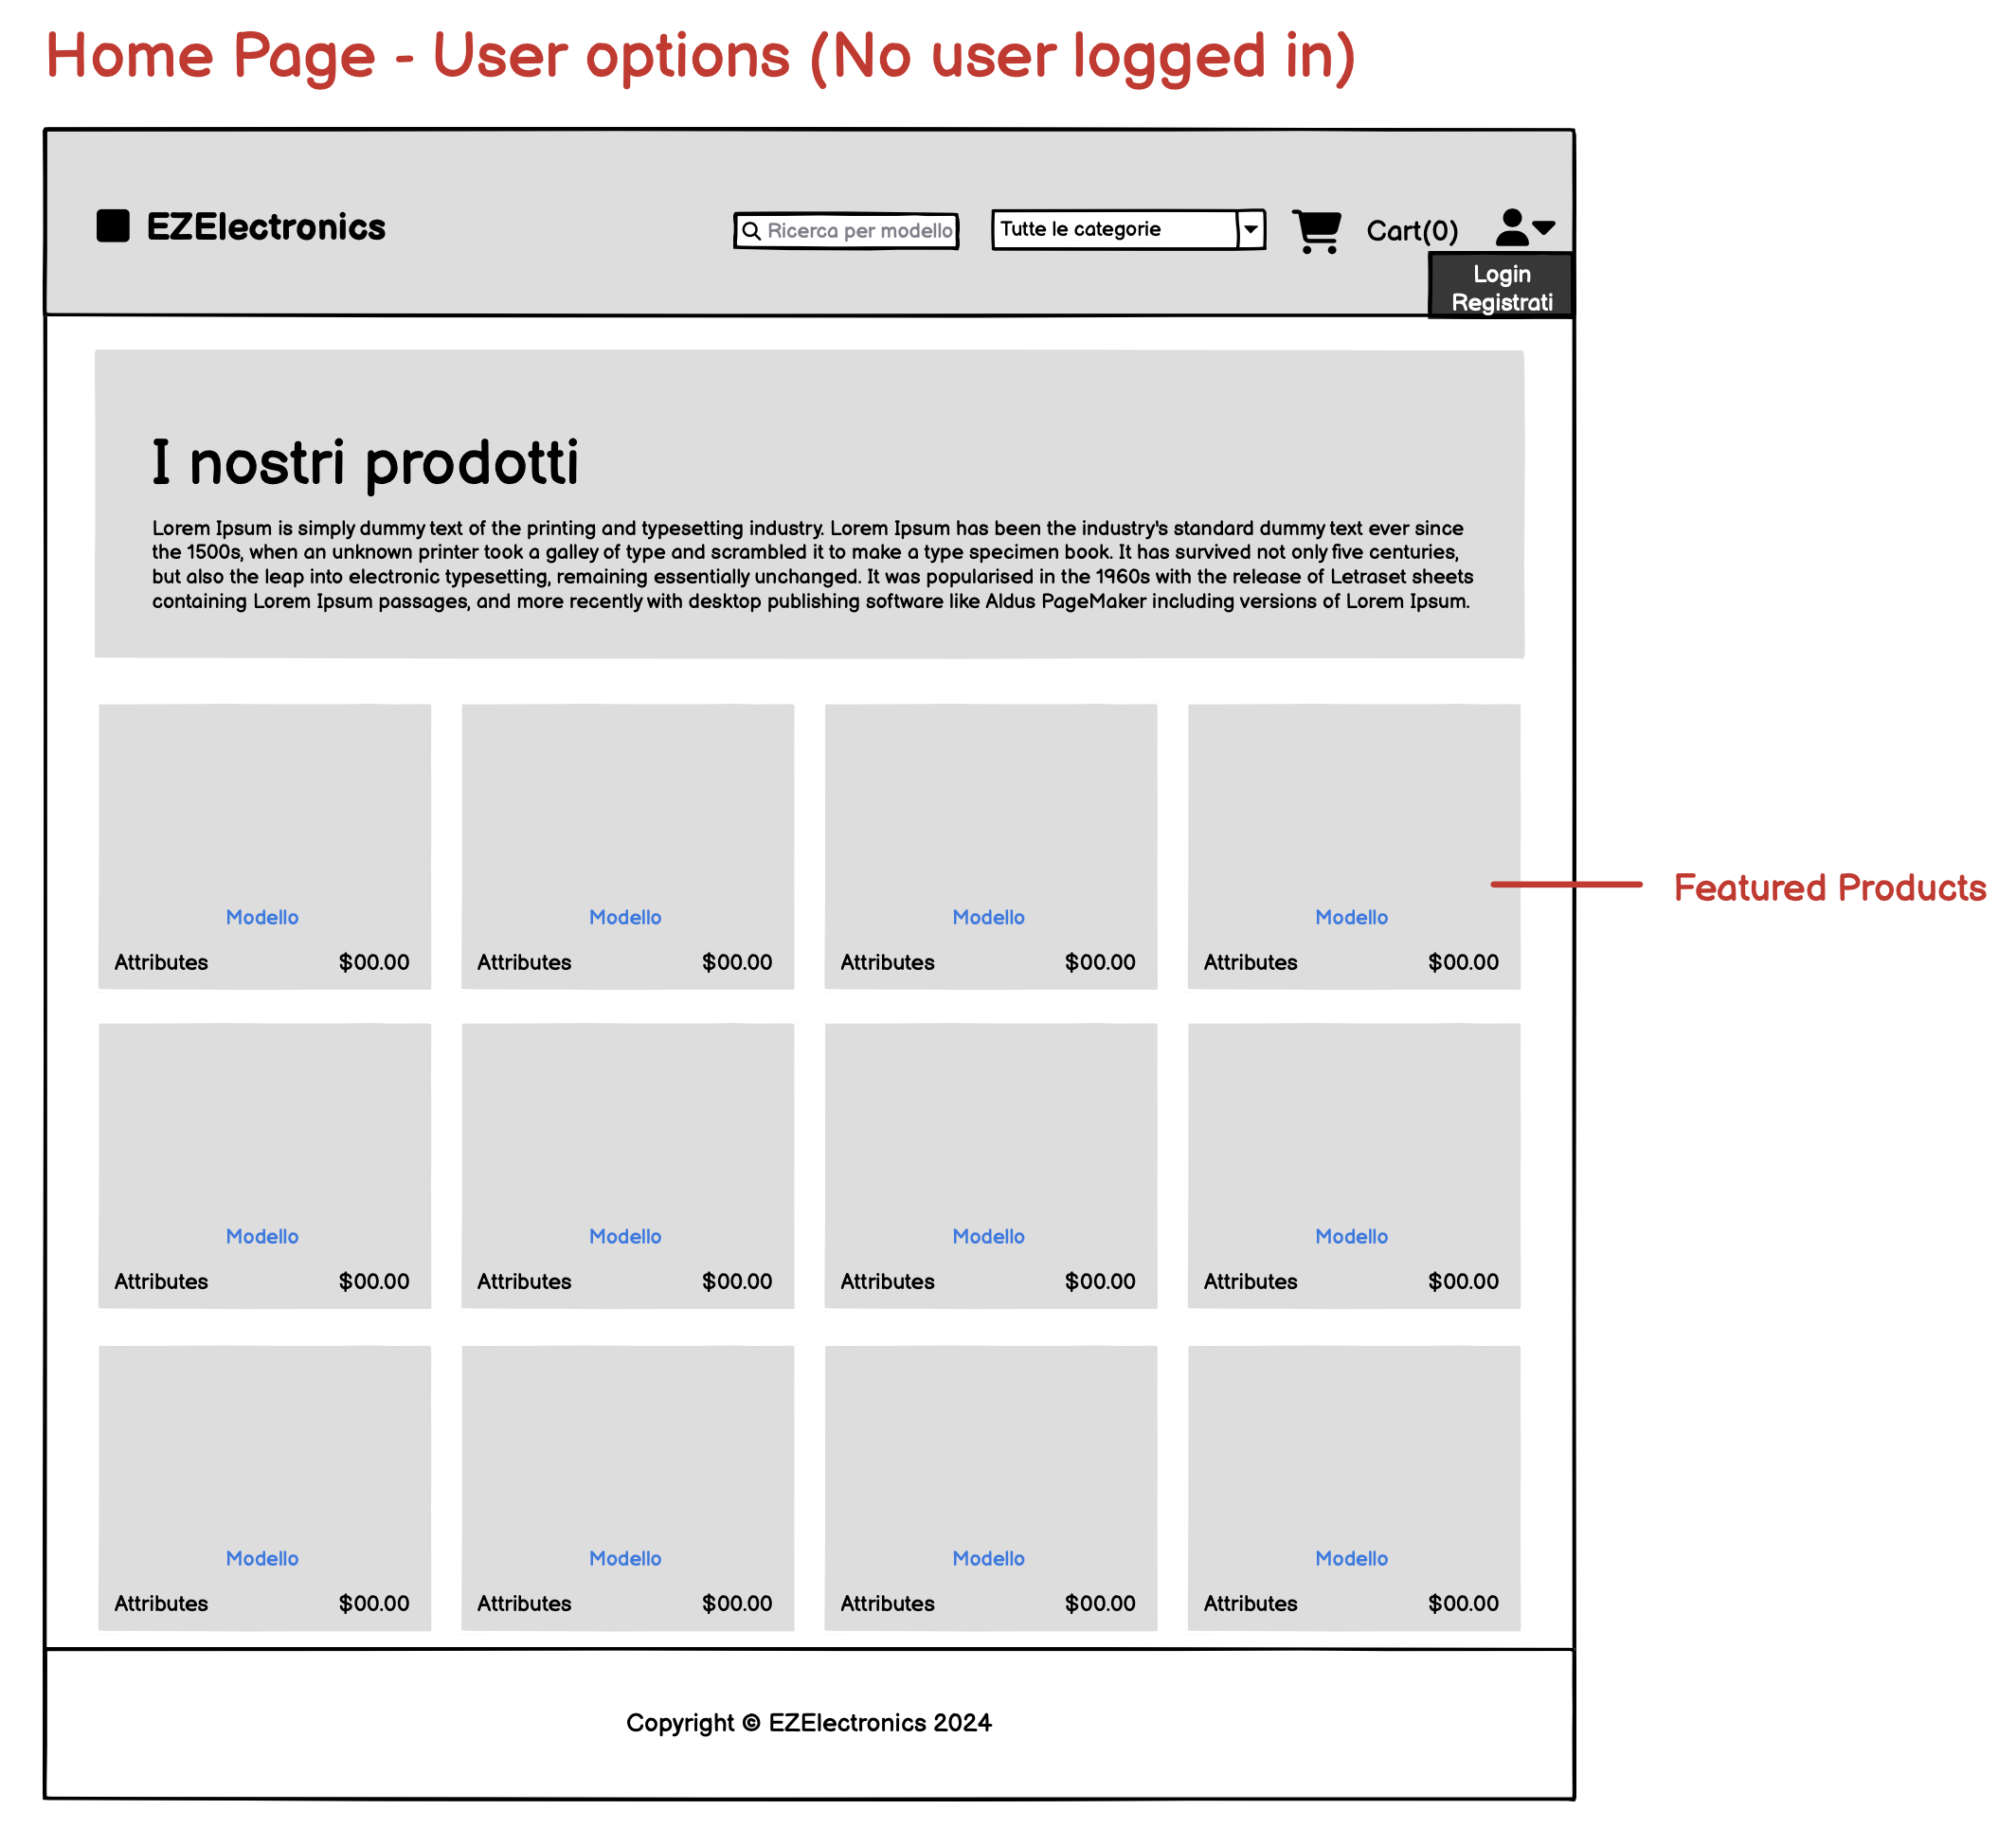 Home Page - User options (No user logged in)
EZElectronics
Ricerca per modello
Tutte le categorie
Cart(0)
Login
Registrati
I nostri prodotti
Lorem Ipsum is simply dummy text of the printing and typesetting industry. Lorem Ipsum has been the industry's standard dummy text ever since
the 1500s, when an unknown printer took a galley of type and scrambled it to make a type specimen book. It has survived not only five centuries,
but also the leap into electronic typesetting, remaining essentially unchanged. It was popularised in the 1960s with the release of Letraset sheets
containing Lorem Ipsum passages, and more recently with desktop publishing software like Aldus PageMaker including versions of Lorem Ipsum.
Modello Modello Modello Modello
Featured Products
Attributes $00.00 Attributes $00.00 Attributes $00.00 Attributes $00.00
Modello Modello Modello Modello
Attributes $00.00 Attributes $00.00 Attributes $00.00 Attributes $00.00
Modello Modello Modello Modello
Attributes $00.00 Attributes $00.00 Attributes $00.00 Attributes $00.00
Copyright © EZElectronics 2024